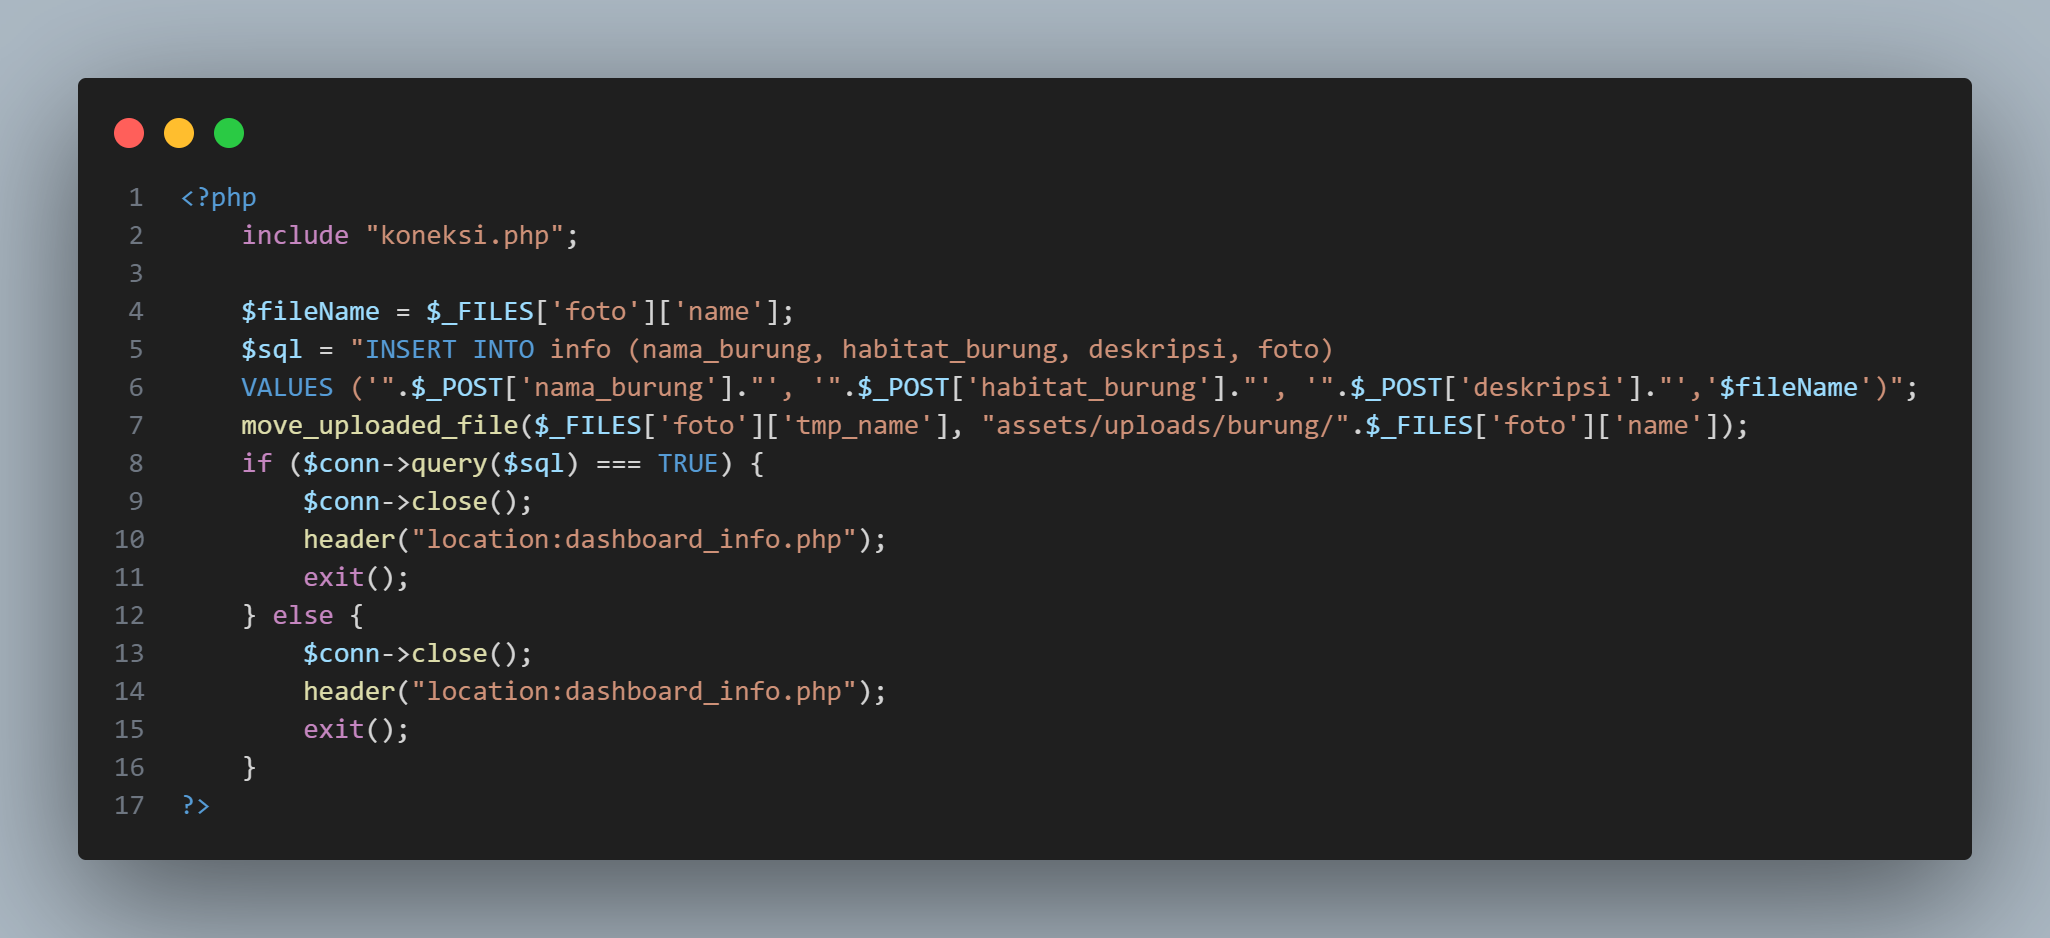 1 <?php
2     include "koneksi.php";
3
4     $fileName = $_FILES['foto']['name'];
5     $sql = "INSERT INTO info (nama_burung, habitat_burung, deskripsi, foto)
6     VALUES ('".$_POST['nama_burung']."', '".$_POST['habitat_burung']."', '".$_POST['deskripsi']."','$fileName')";
7     move_uploaded_file($_FILES['foto']['tmp_name'], "assets/uploads/burung/".$_FILES['foto']['name']);
8     if ($conn->query($sql) === TRUE) {
9         $conn->close();
10         header("location:dashboard_info.php");
11         exit();
12     } else {
13         $conn->close();
14         header("location:dashboard_info.php");
15         exit();
16     }
17 ?>